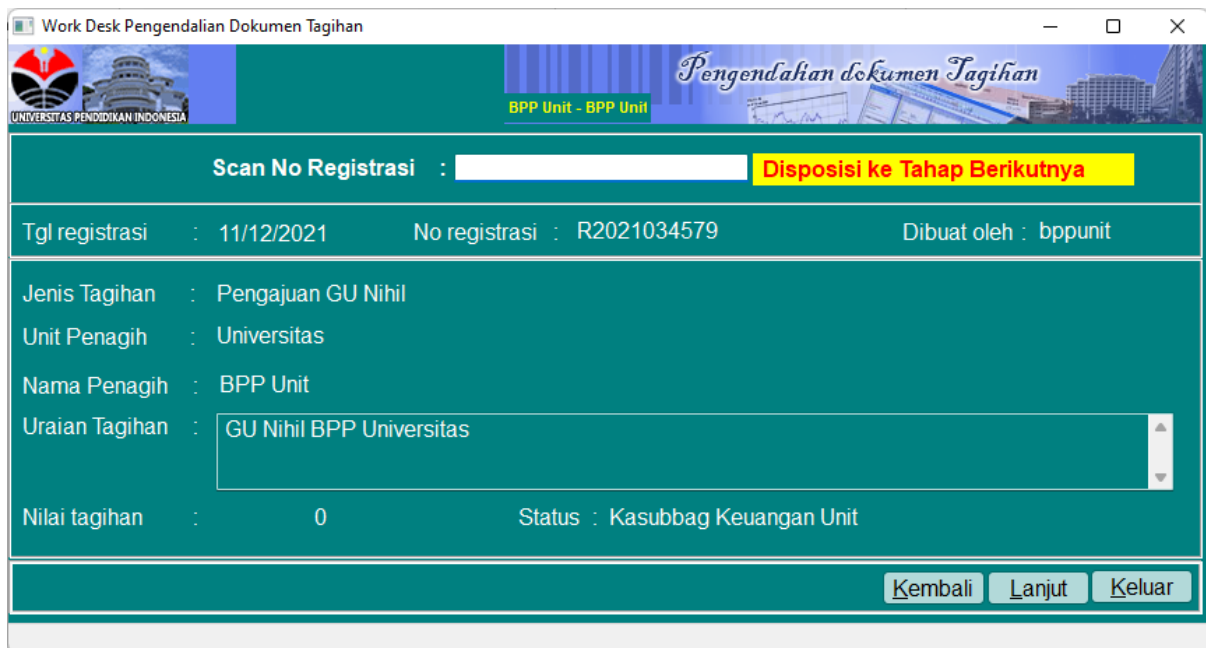 Work Desk Pengendalian Dokumen Tagihan
UNIVERSITAS PENDIDIKAN INDONESIA
Pengendalian dokumen Tagihan
BPP Unit - BPP Unit
Scan No Registrasi : Disposisi ke Tahap Berikutnya
Tgl registrasi : 11/12/2021 No registrasi : R2021034579 Dibuat oleh : bppunit
Jenis Tagihan : Pengajuan GU Nihil
Unit Penagih : Universitas
Nama Penagih : BPP Unit
Uraian Tagihan : GU Nihil BPP Universitas
Nilai tagihan : 0 Status : Kasubbag Keuangan Unit
Kembali Lanjut Keluar